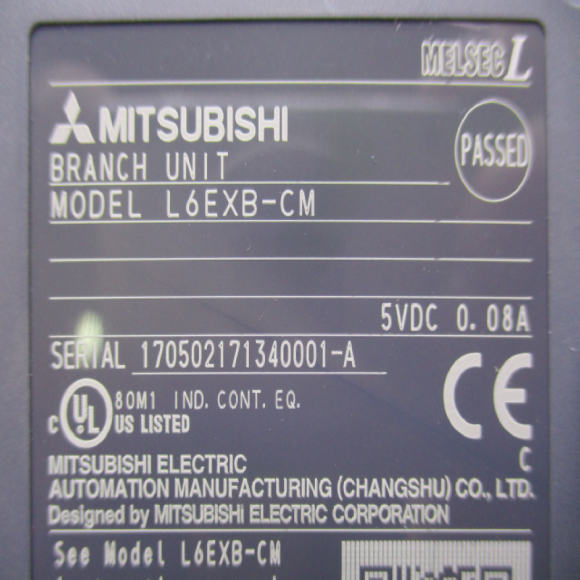 MELSEC L
MITSUBISHI
PASSED
BRANCH UNIT
MODEL L6EXB-CM
5VDC 0.08A
SERIAL 170502171340001-A
C UL US LISTED 80M1 IND. CONT. EQ.
CE
C
MITSUBISHI ELECTRIC
AUTOMATION MANUFACTURING (CHANGSHU) CO., LTD.
Designed by MITSUBISHI ELECTRIC CORPORATION
See Model L6EXB-CM